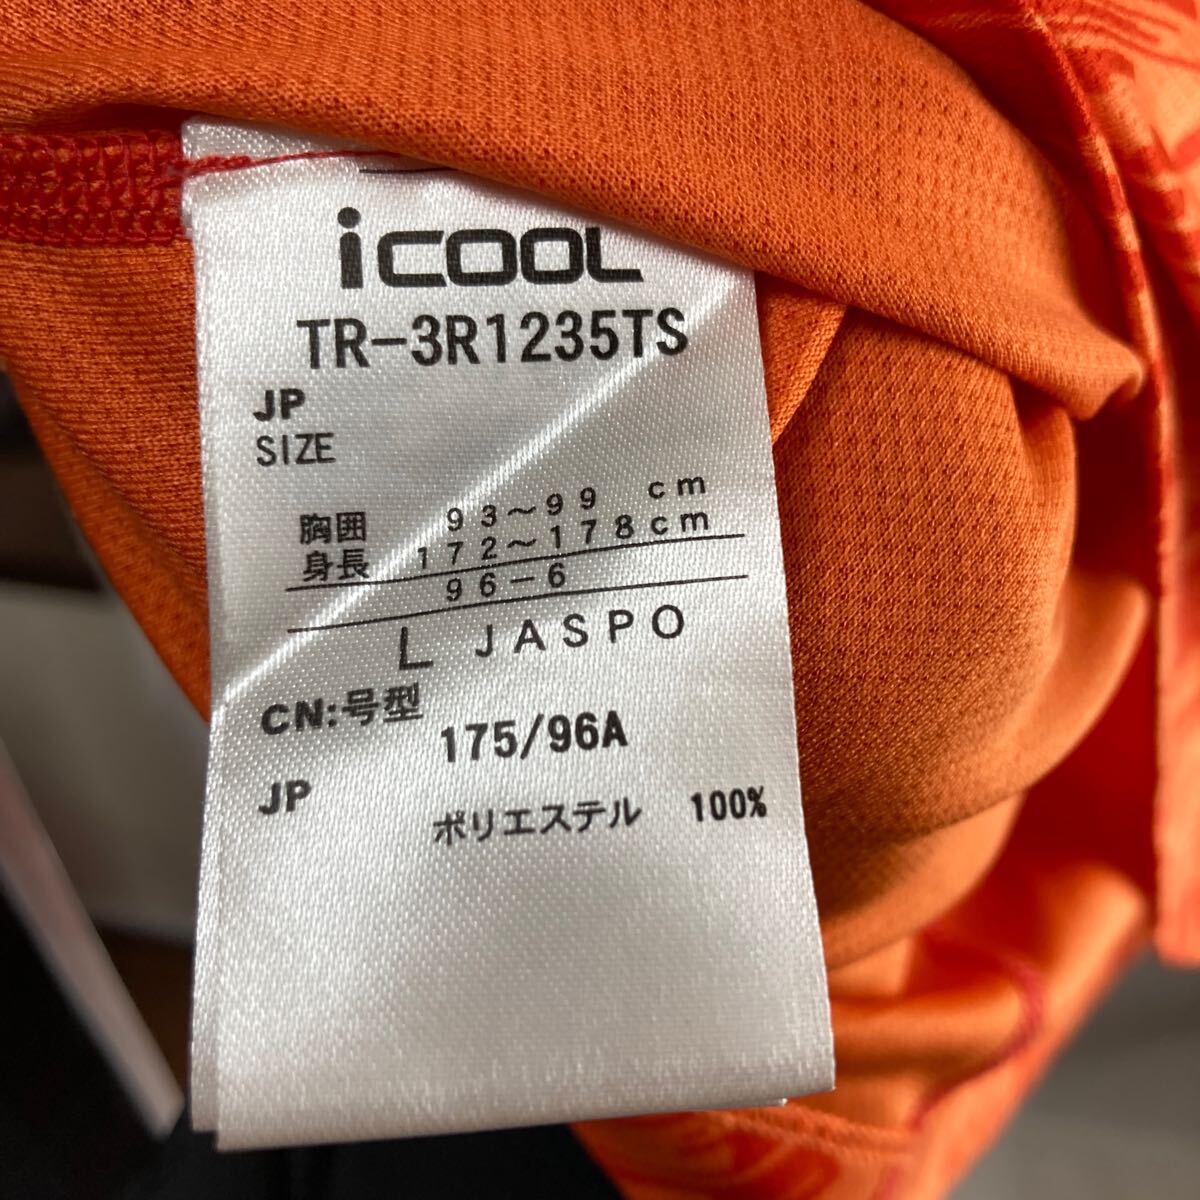 iCOOL
TR-3R1235TS
JP
SIZE
胸囲 93〜99 cm
身長 172〜178cm
96-6
L JASPO
CN:号型
175/96A
JP
ポリエステル 100%